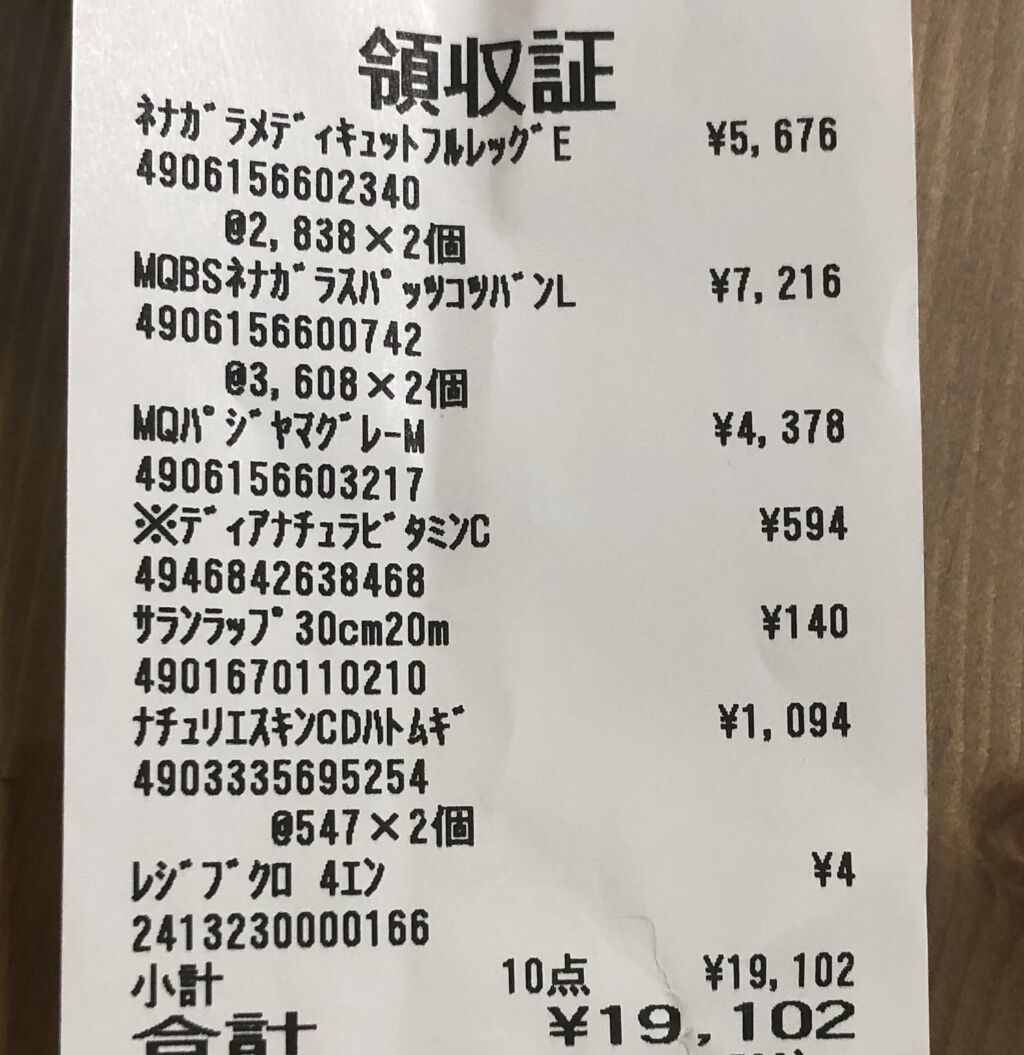 領収証
ﾈﾅｶﾞﾗﾒﾃﾞｨｷｭｯﾄﾌﾙﾚｯｸﾞE ¥5,676
4906156602340
@2,838×2個
MQBSﾈﾅｶﾞﾗｽﾊﾟｯﾂｺﾂﾊﾞﾝL ¥7,216
4906156600742
@3,608×2個
MQﾊﾟｼﾞﾔﾏｸﾞﾚｰM ¥4,378
4906156603217
※ﾃﾞｨｱﾅﾁｭﾗﾋﾞﾀﾐﾝC ¥594
4946842638468
ｻﾗﾝﾗｯﾌﾟ30cm20m ¥140
4901670110210
ﾅﾁｭﾘｴｽｷﾝCDﾊﾄﾑｷﾞ ¥1,094
4903335695254
@547×2個
ﾚｼﾞﾌﾞｸﾛ 4ｴﾝ ¥4
2413230000166
小計 10点 ¥19,102
合計 ¥19,102